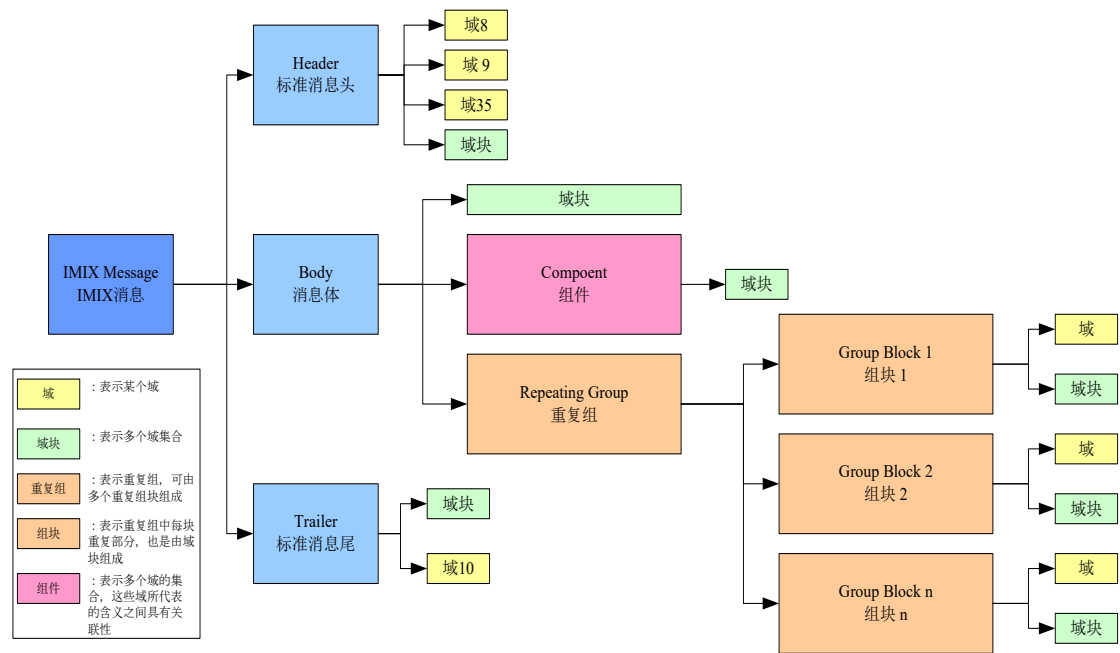 域8
域 9
域35
域块
Header
标准消息头
域块
IMIX Message
IMIX消息
Body
消息体
Compoent
组件
域块
Repeating Group
重复组
Group Block 1
组块 1
域
域块
Group Block 2
组块 2
域
域块
Group Block n
组块 n
域
域块
Trailer
标准消息尾
域块
域10
域
：表示某个域
域块
：表示多个域集合
重复组
：表示重复组，可由
多个重复组块组成
组块
：表示重复组中每块
重复部分，也是由域
块组成
组件
：表示多个域的集
合，这些域所代表
的含义之间具有关
联性